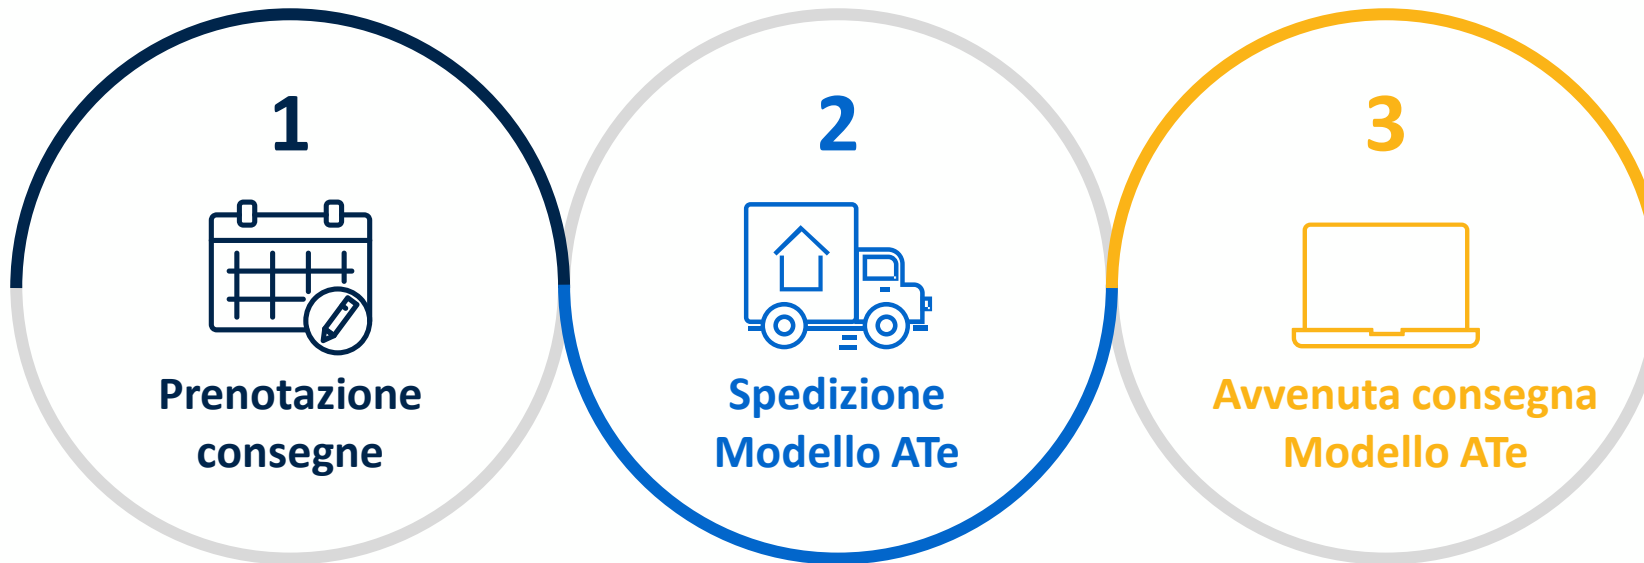 1
Prenotazione
consegne
2
Spedizione
Modello ATe
3
Avvenuta consegna
Modello ATe